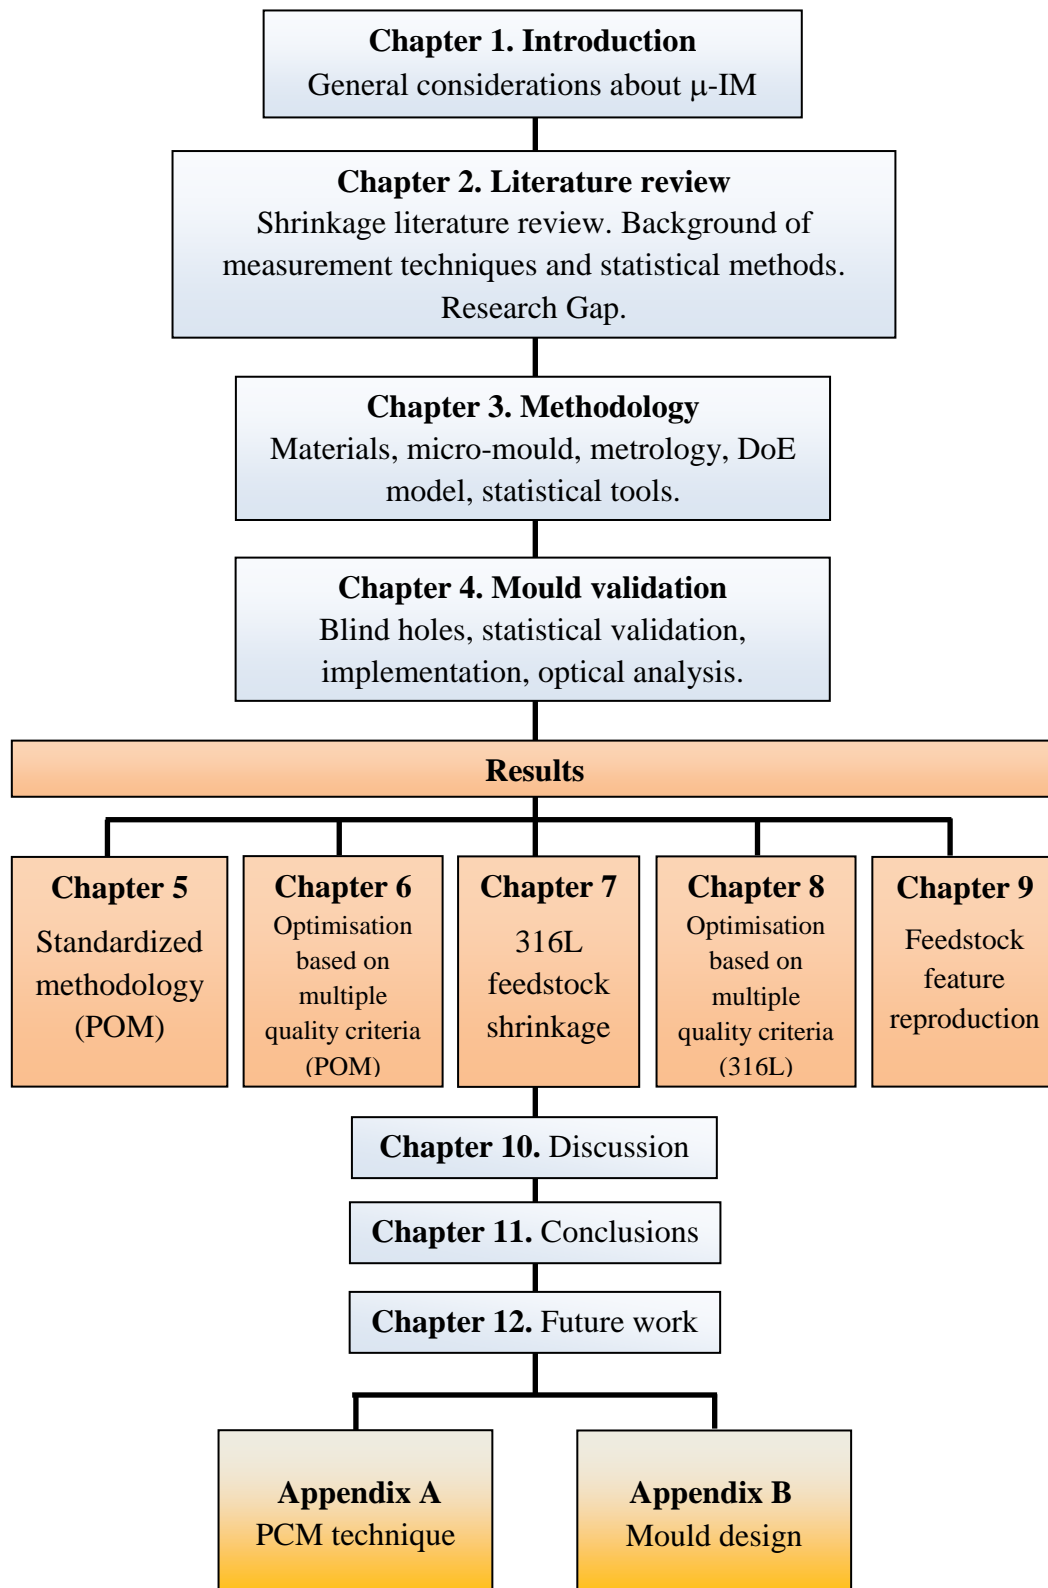 Chapter 1. Introduction
General considerations about μ-IM
Chapter 2. Literature review
Shrinkage literature review. Background of
measurement techniques and statistical methods.
Research Gap.
Chapter 3. Methodology
Materials, micro-mould, metrology, DoE
model, statistical tools.
Chapter 4. Mould validation
Blind holes, statistical validation,
implementation, optical analysis.
Results
Chapter 5
Standardized
methodology
(POM)
Chapter 6
Optimisation
based on
multiple
quality criteria
(POM)
Chapter 7
316L
feedstock
shrinkage
Chapter 8
Optimisation
based on
multiple
quality criteria
(316L)
Chapter 9
Feedstock
feature
reproduction
Chapter 10. Discussion
Chapter 11. Conclusions
Chapter 12. Future work
Appendix A
PCM technique
Appendix B
Mould design